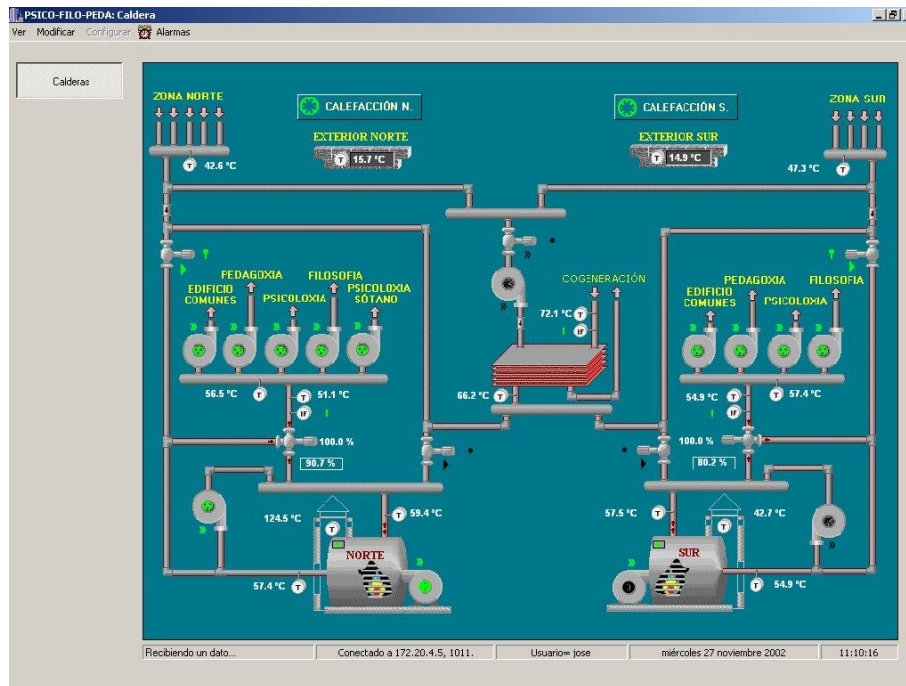 PSICO-FILO-PEDA: Caldera
Ver Modificar Configurar Alarmas
Calderas
ZONA NORTE
CALEFACCIÓN N.
CALEFACCIÓN S.
ZONA SUR
EXTERIOR NORTE
EXTERIOR SUR
T 15.7 °C
T 14.9 °C
T 42.6 °C
47.3 °C T
PEDAGOXIA
FILOSOFIA
EDIFICIO
COMUNES
PSICOLOXIA
PSICOLOXIA
SÓTANO
COGENERACIÓN
PEDAGOXIA
FILOSOFIA
EDIFICIO
COMUNES
PSICOLOXIA
72.1 °C T
IF
56.5 °C T
T 51.1 °C
IF
66.2 °C T
54.9 °C T
T 57.4 °C
IF
100.0 %
90.7 %
100.0 %
80.2 %
124.5 °C
T
T 59.4 °C
57.5 °C T
42.7 °C
T
NORTE
SUR
57.4 °C T
T 54.9 °C
Recibiendo un dato...
Conectado a 172.20.4.5, 1011.
Usuario= jose
miércoles 27 noviembre 2002
11:10:16